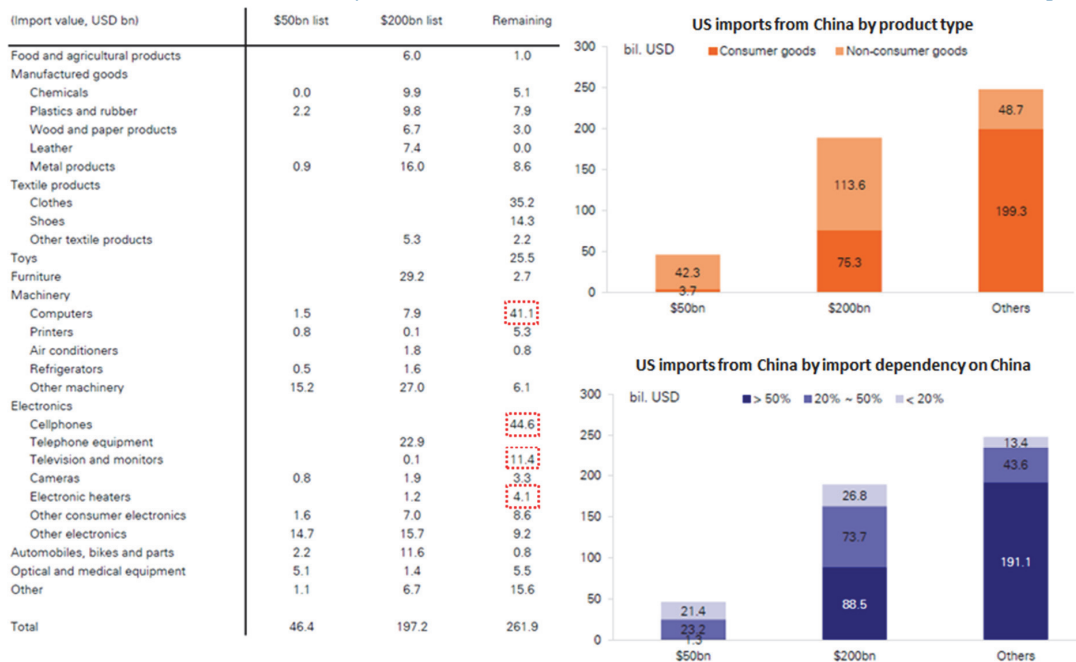 (Import value, USD bn) $50bn list $200bn list Remaining
Food and agricultural products 6.0 1.0
Manufactured goods
Chemicals 0.0 9.9 5.1
Plastics and rubber 2.2 9.8 7.9
Wood and paper products 6.7 3.0
Leather 7.4 0.0
Metal products 0.9 16.0 8.6
Textile products
Clothes 35.2
Shoes 14.3
Other textile products 5.3 2.2
Toys 25.5
Furniture 29.2 2.7
Machinery
Computers 1.5 7.9 41.1
Printers 0.8 0.1 5.3
Air conditioners 1.8 0.8
Refrigerators 0.5 1.6
Other machinery 15.2 27.0 6.1
Electronics
Cellphones 44.6
Telephone equipment 22.9
Television and monitors 0.1 11.4
Cameras 0.8 1.9 3.3
Electronic heaters 1.2 4.1
Other consumer electronics 1.6 7.0 8.6
Other electronics 14.7 15.7 9.2
Automobiles, bikes and parts 2.2 11.6 0.8
Optical and medical equipment 5.1 1.4 5.5
Other 1.1 6.7 15.6
Total 46.4 197.2 261.9
US imports from China by product type
300 bil. USD Consumer goods Non-consumer goods
250
48.7
200
150
113.6
100
199.3
50
75.3
42.3
3.7
0
$50bn $200bn Others
US imports from China by import dependency on China
300 bil. USD > 50% 20% ~ 50% < 20%
250
13.4
43.6
200
26.8
150
73.7
100
191.1
50
88.5
21.4
23.2
1.3
0
$50bn $200bn Others